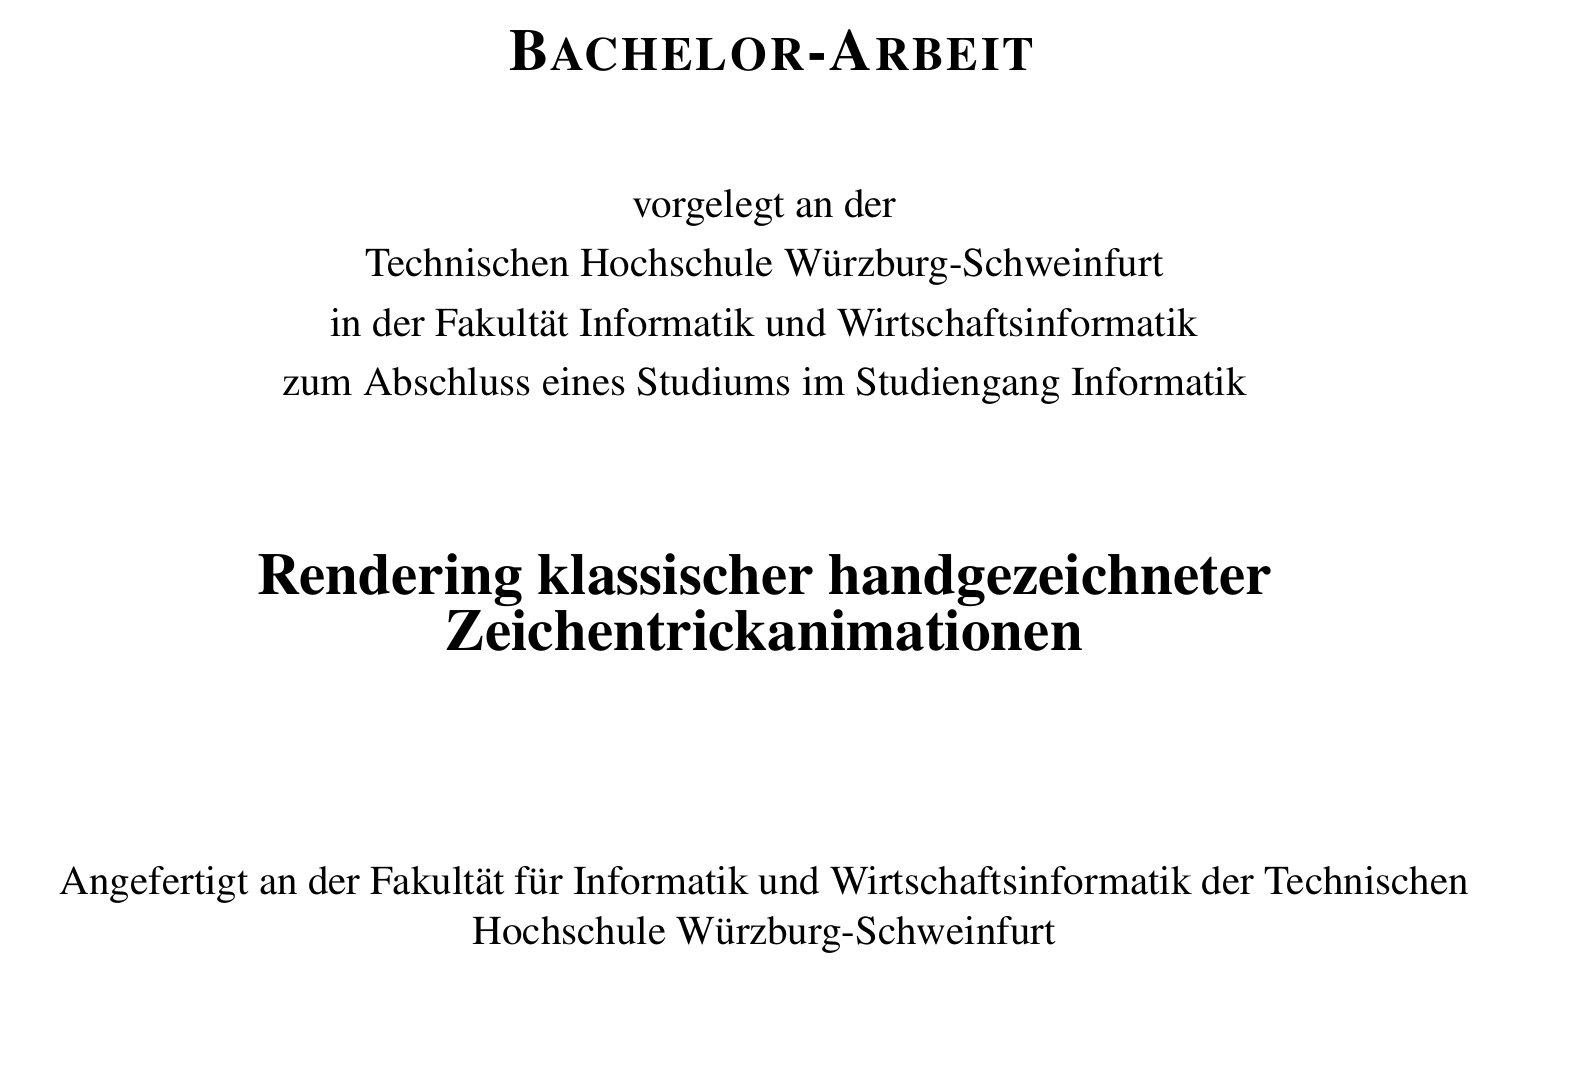 BACHELOR-ARBEIT
vorgelegt an der
Technischen Hochschule Würzburg-Schweinfurt
in der Fakultät Informatik und Wirtschaftsinformatik
zum Abschluss eines Studiums im Studiengang Informatik
Rendering klassischer handgezeichneter
Zeichentrickanimationen
Angefertigt an der Fakultät für Informatik und Wirtschaftsinformatik der Technischen
Hochschule Würzburg-Schweinfurt